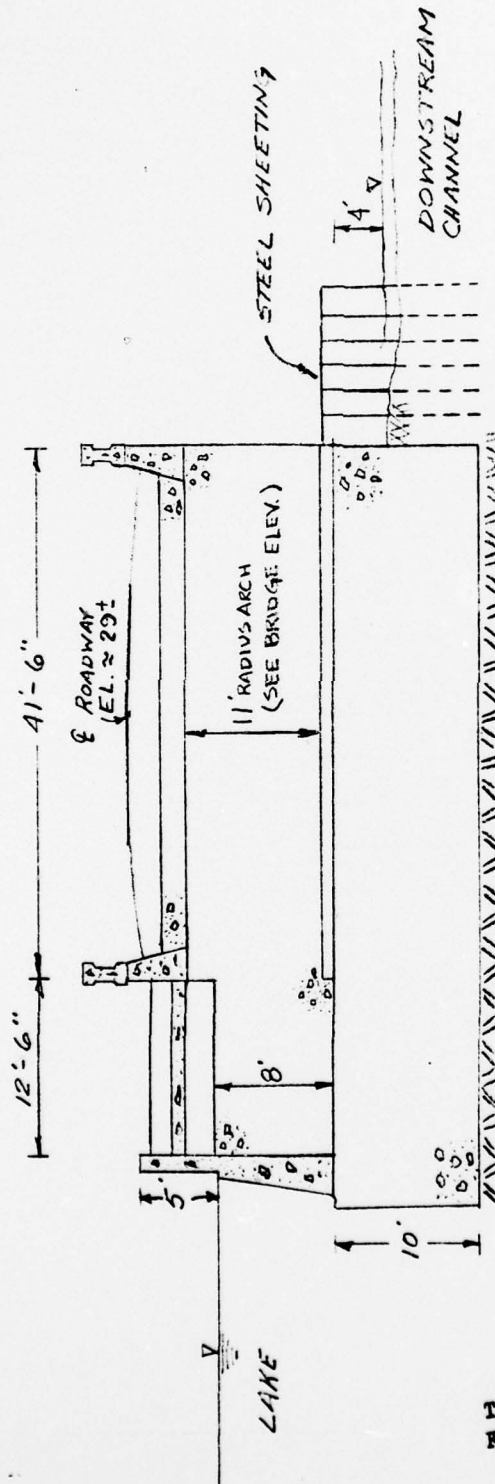 12'-6"
41'-6"
℄ ROADWAY
(EL. ≈ 29±
11' RADIUS ARCH
(SEE BRIDGE ELEV.)
STEEL SHEETING
4'
DOWNSTREAM
CHANNEL
5'
8'
10'
LAKE